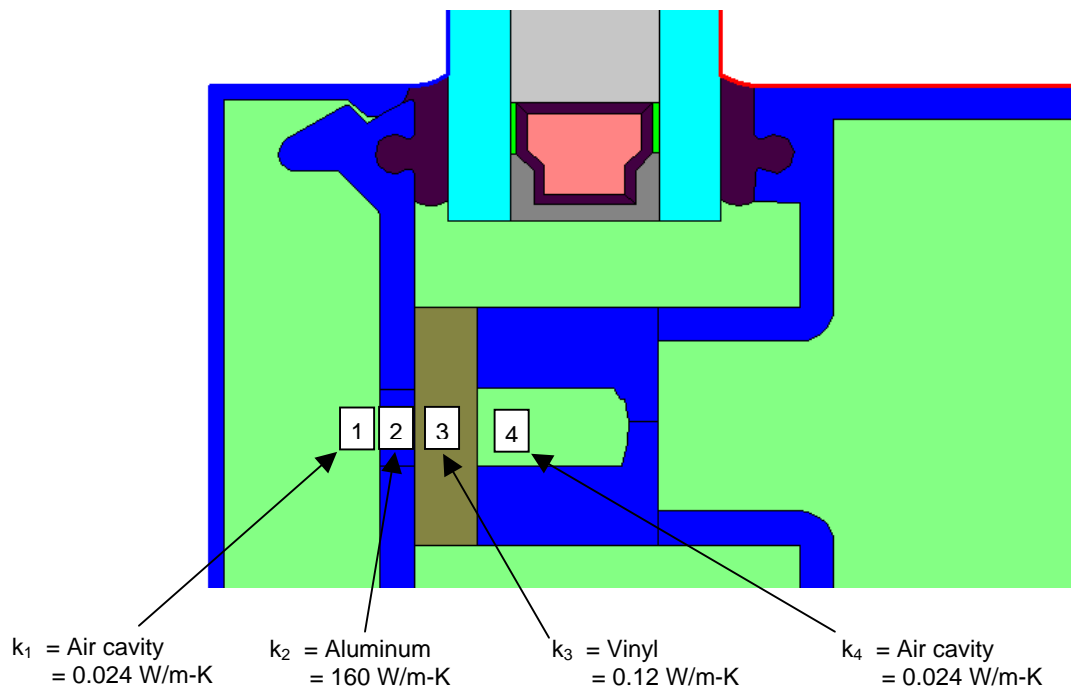 1 2 3 4
k₁ = Air cavity
= 0.024 W/m-K
k₂ = Aluminum
= 160 W/m-K
k₃ = Vinyl
= 0.12 W/m-K
k₄ = Air cavity
= 0.024 W/m-K